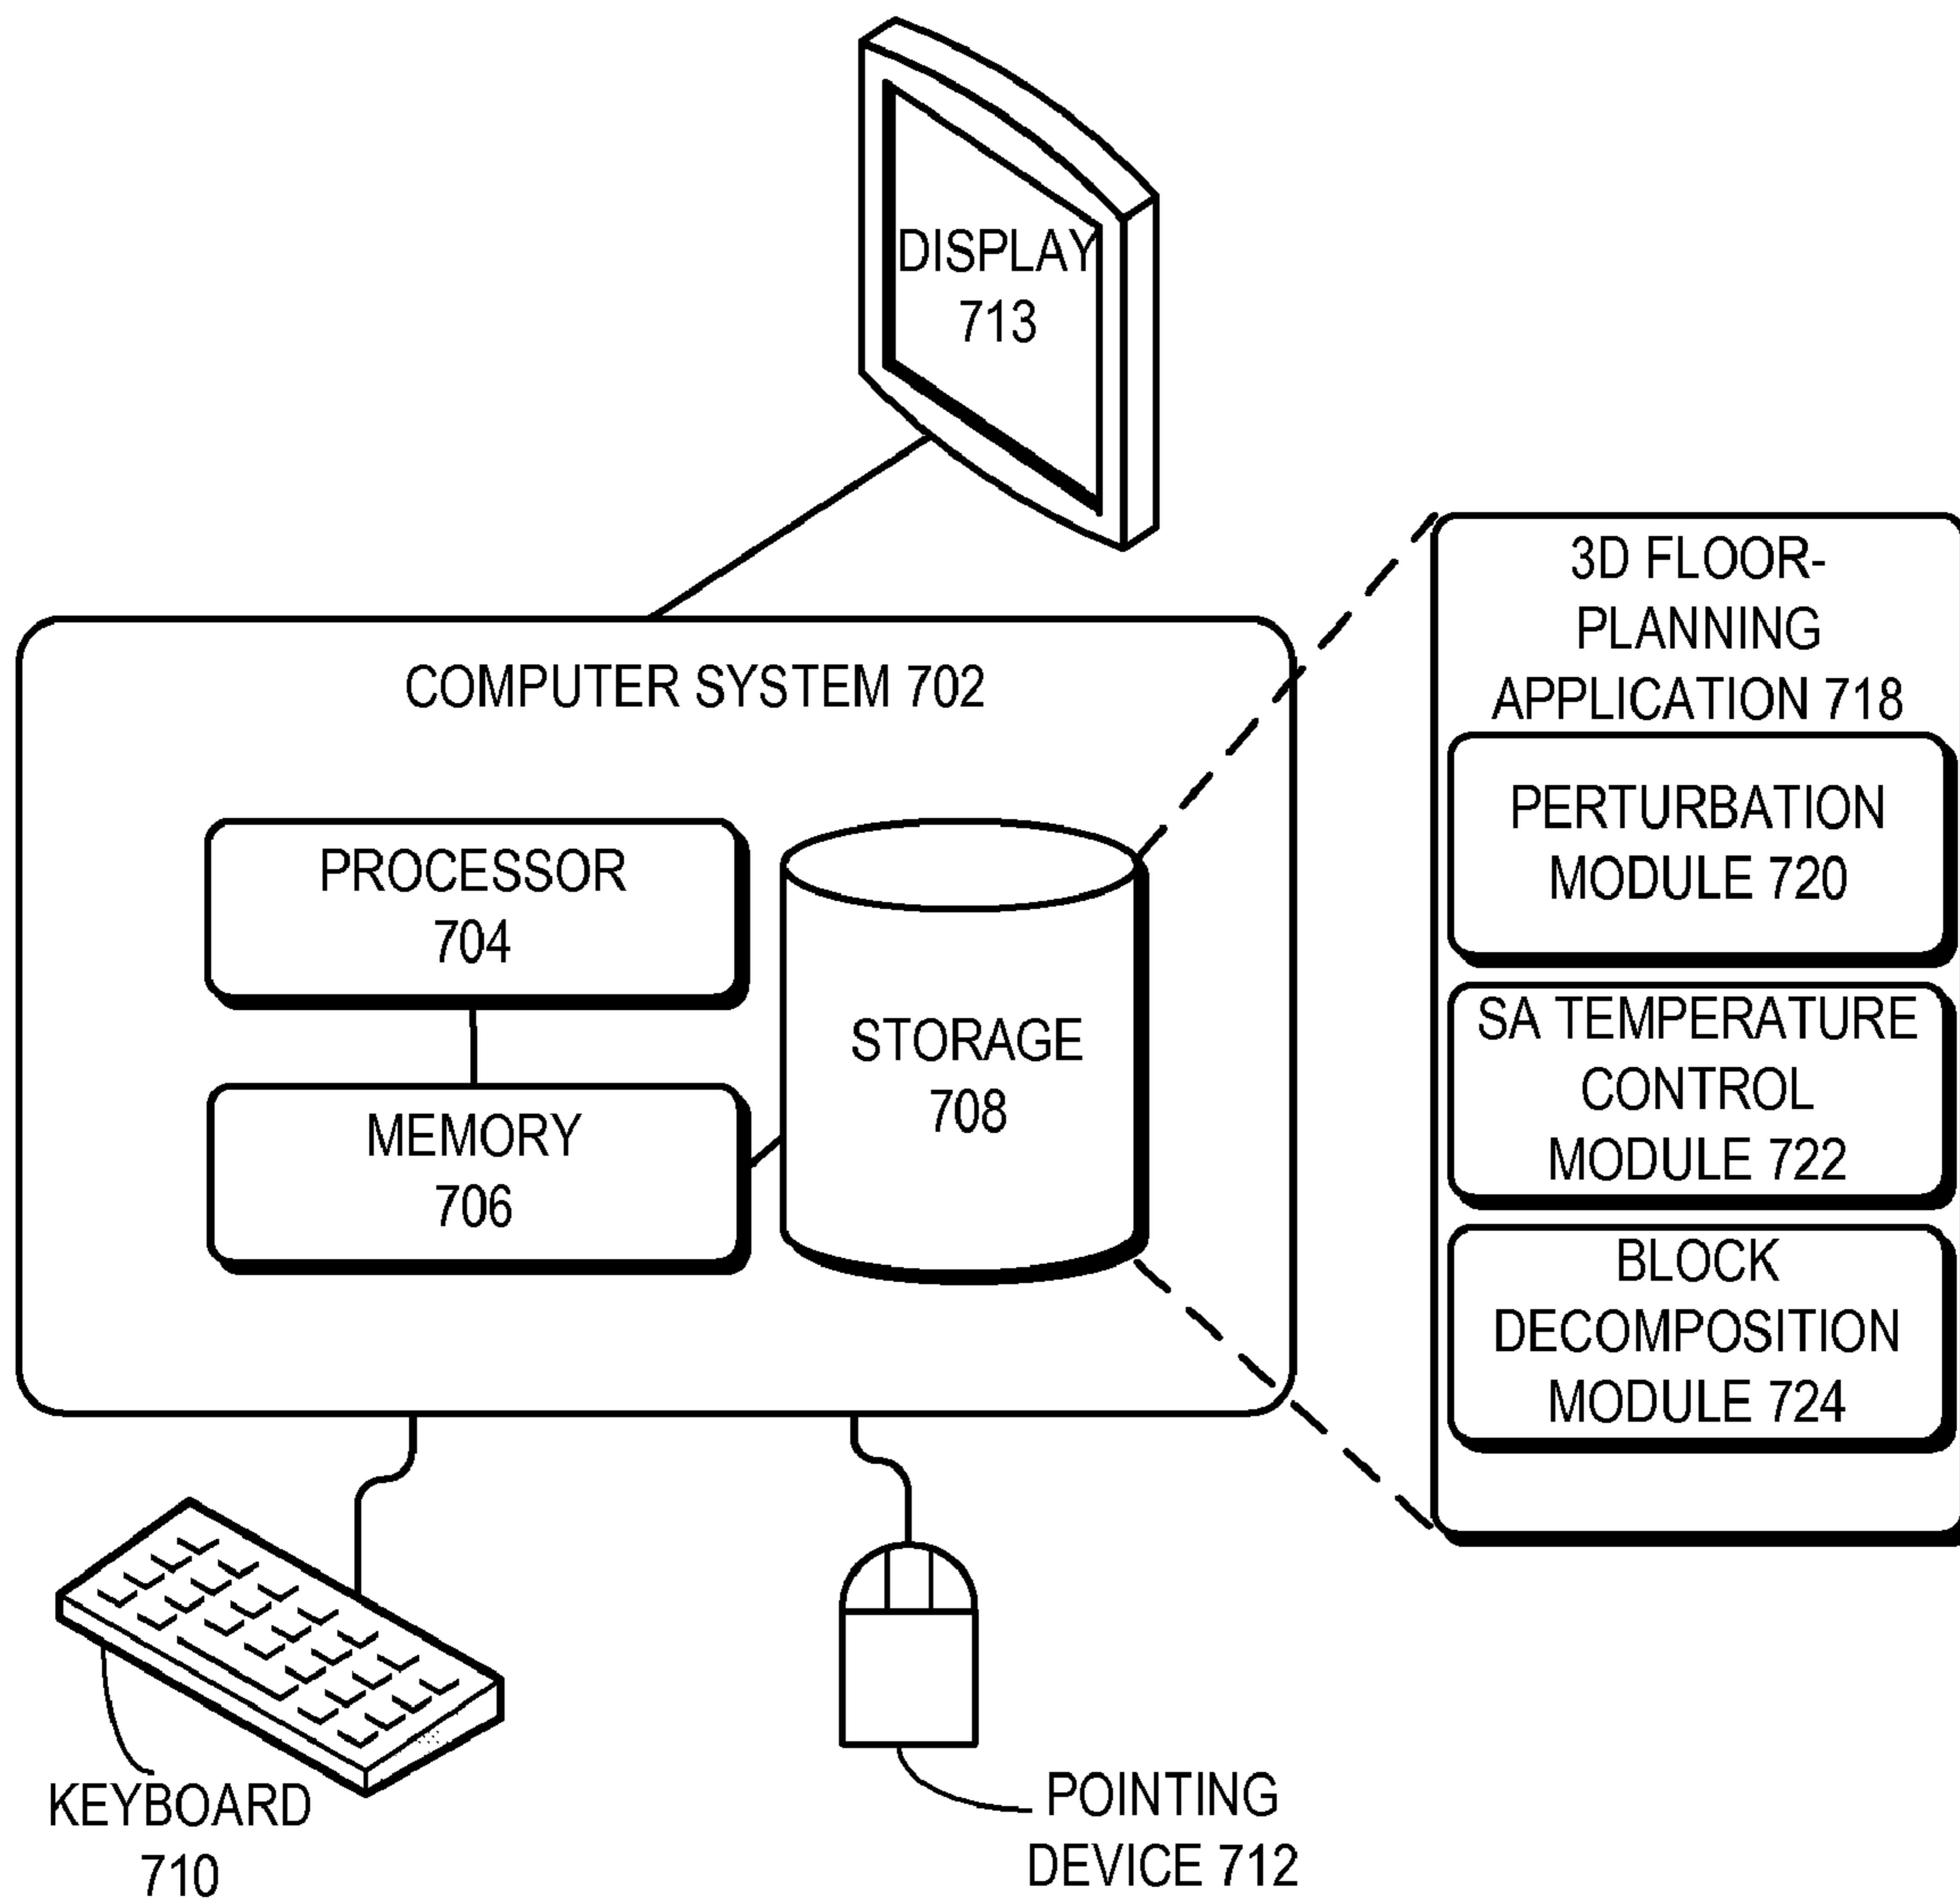 DISPLAY
713
COMPUTER SYSTEM 702
PROCESSOR
704
MEMORY
706
STORAGE
708
3D FLOOR-
PLANNING
APPLICATION 718
PERTURBATION
MODULE 720
SA TEMPERATURE
CONTROL
MODULE 722
BLOCK
DECOMPOSITION
MODULE 724
KEYBOARD
710
POINTING
DEVICE 712